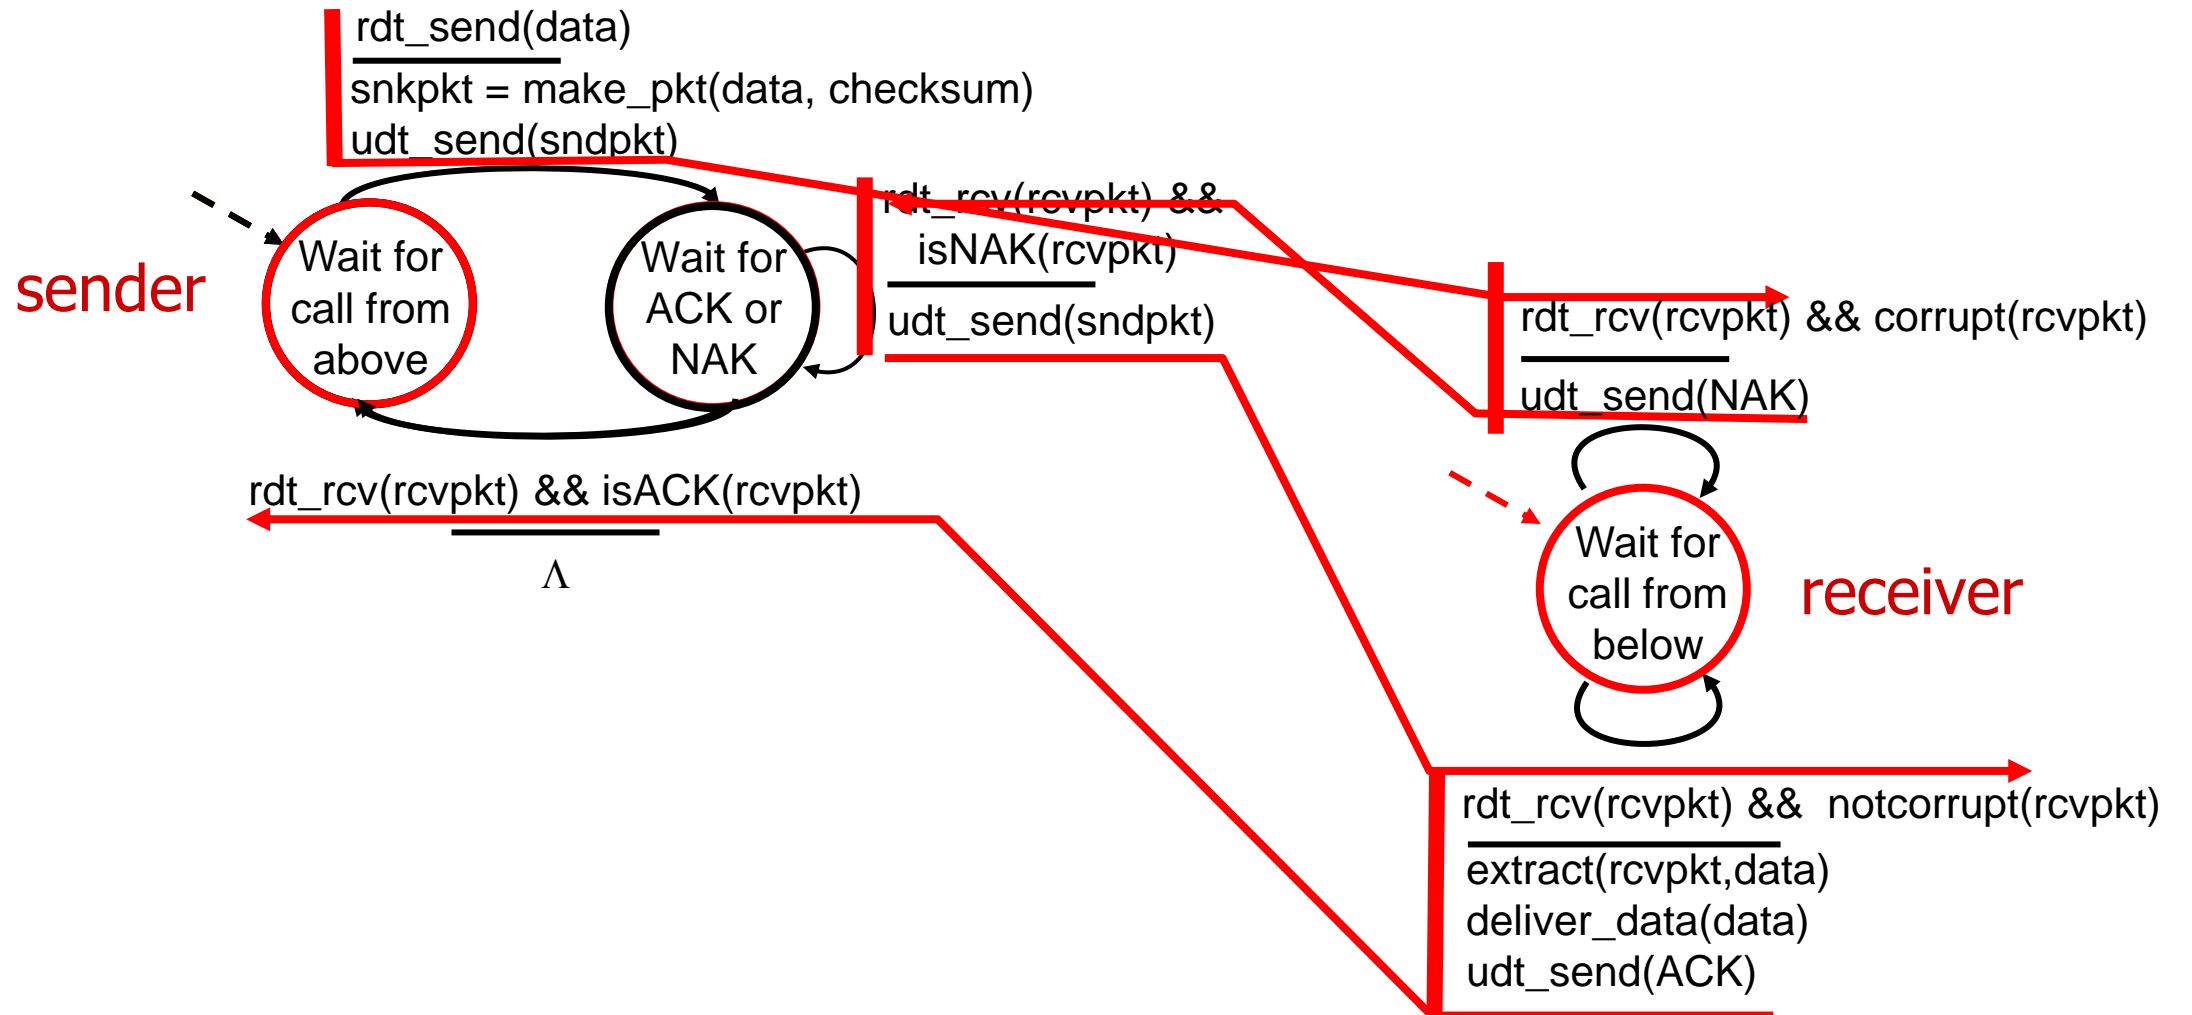 rdt_send(data)
snkpkt = make_pkt(data, checksum)
udt_send(sndpkt)
sender
Wait for
call from
above
Wait for
ACK or
NAK
rdt_rcv(rcvpkt) &&
isNAK(rcvpkt)
udt_send(sndpkt)
rdt_rcv(rcvpkt) && isACK(rcvpkt)
Λ
rdt_rcv(rcvpkt) && corrupt(rcvpkt)
udt_send(NAK)
Wait for
call from
below
receiver
rdt_rcv(rcvpkt) && notcorrupt(rcvpkt)
extract(rcvpkt,data)
deliver_data(data)
udt_send(ACK)